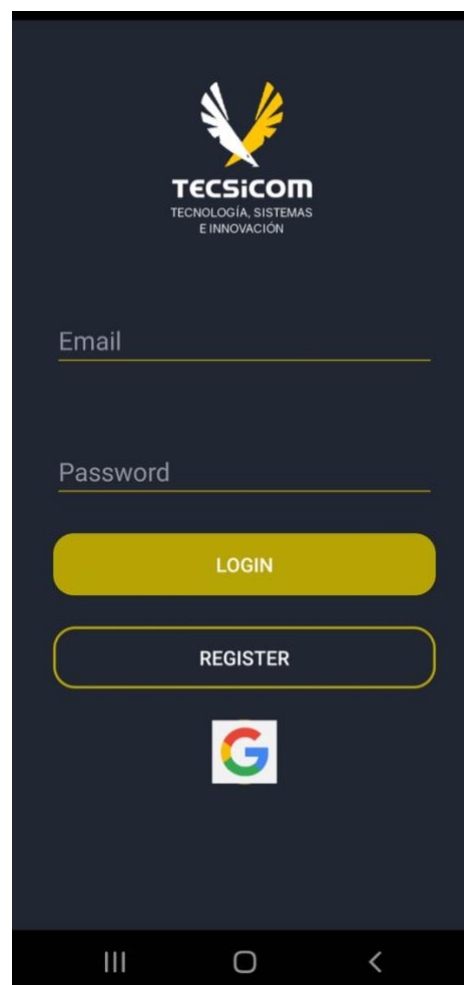 TECSiCOM
TECNOLOGÍA, SISTEMAS
E INNOVACIÓN
Email
Password
LOGIN
REGISTER
G